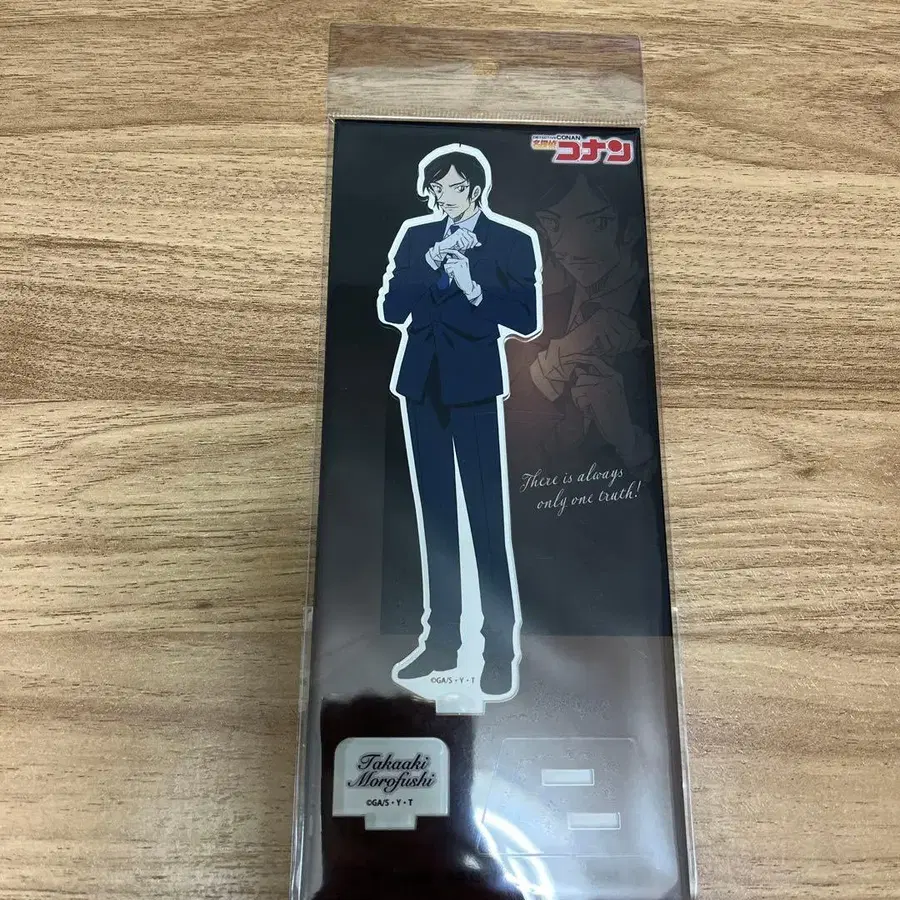 DETECTIVE CONAN
名探偵
コナン
There is always
only one truth!
©GA/S・Y・T
Takaaki
Morofushi
©GA/S・Y・T